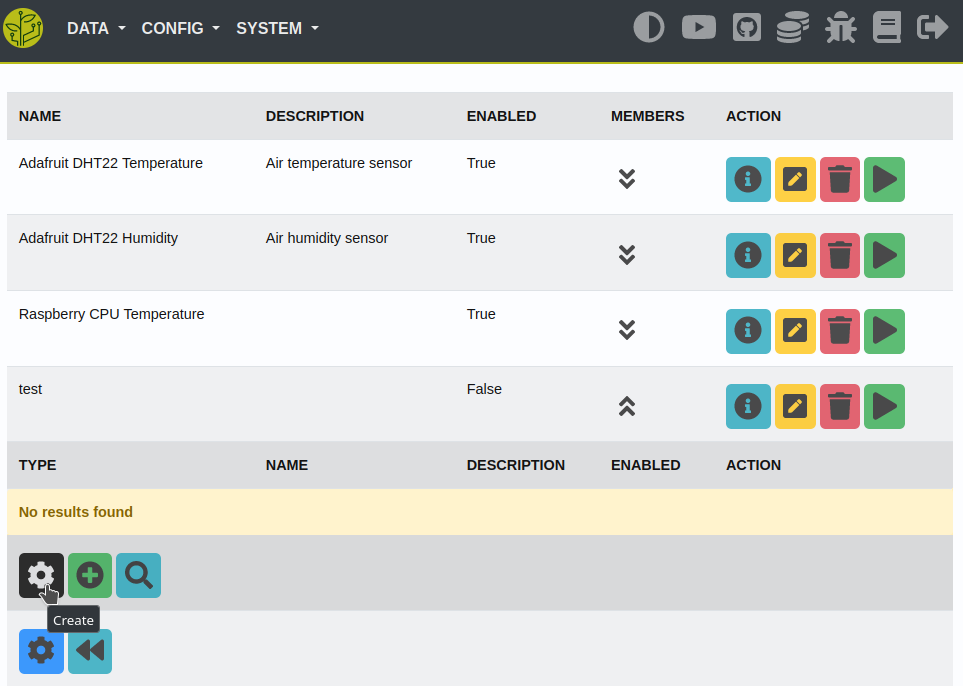 DATA CONFIG SYSTEM
NAME DESCRIPTION ENABLED MEMBERS ACTION
Adafruit DHT22 Temperature Air temperature sensor True
Adafruit DHT22 Humidity Air humidity sensor True
Raspberry CPU Temperature True
test False
TYPE NAME DESCRIPTION ENABLED ACTION
No results found
Create